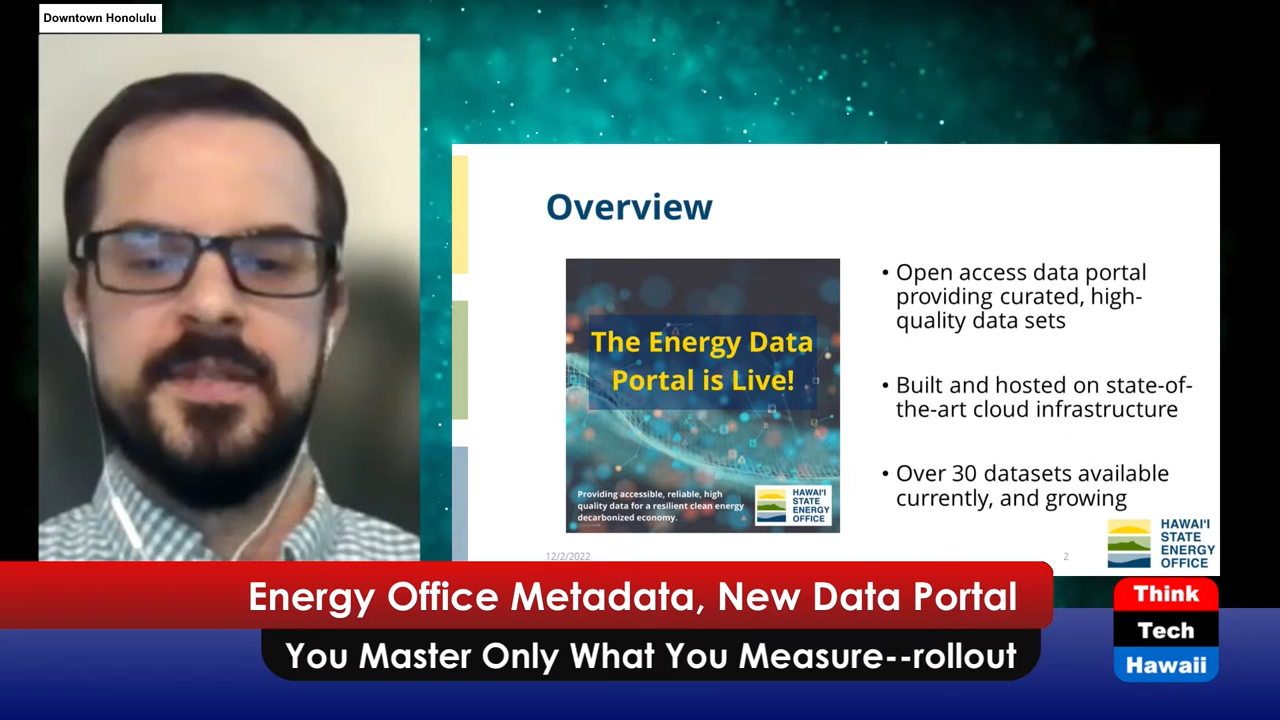 Downtown Honolulu
Overview
The Energy Data
Portal is Live!
Providing accessible, reliable, high
quality data for a resilient clean energy
decarbonized economy.
HAWAI'I
STATE
ENERGY
OFFICE
• Open access data portal
providing curated, high-
quality data sets
• Built and hosted on state-of-
the-art cloud infrastructure
• Over 30 datasets available
currently, and growing
12/2/2022
2
HAWAI'I
STATE
ENERGY
OFFICE
Energy Office Metadata, New Data Portal
You Master Only What You Measure--rollout
Think
Tech
Hawaii